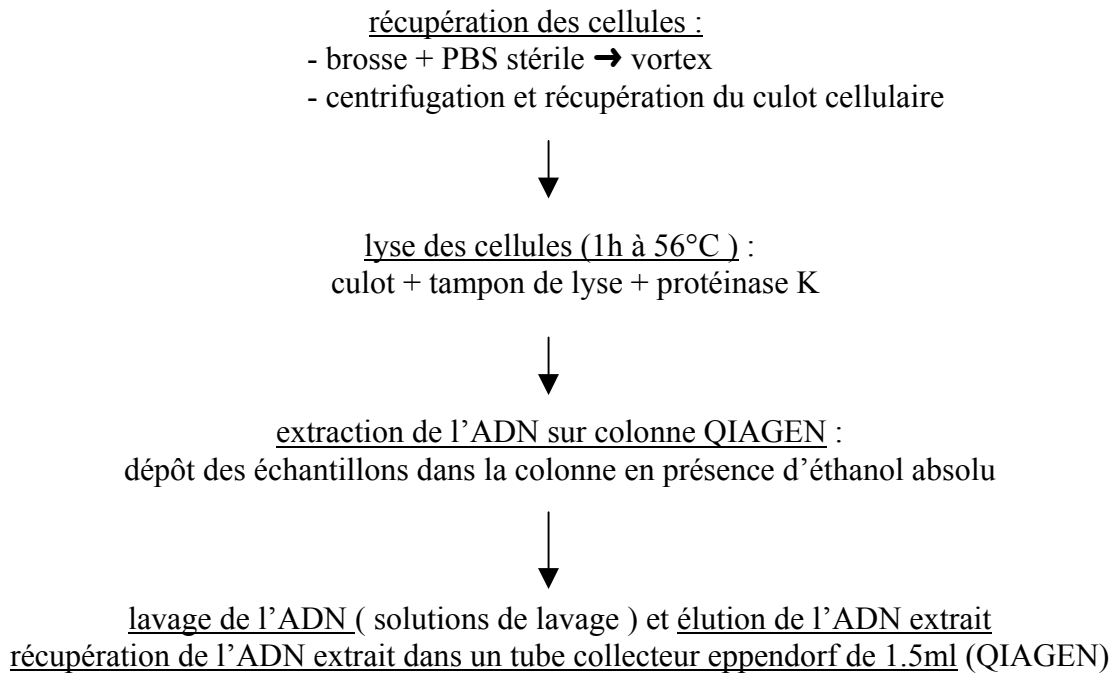 récupération des cellules :
- brosse + PBS stérile → vortex
- centrifugation et récupération du culot cellulaire
lyse des cellules (1h à 56°C ) :
culot + tampon de lyse + protéinase K
extraction de l’ADN sur colonne QIAGEN :
dépôt des échantillons dans la colonne en présence d’éthanol absolu
lavage de l’ADN ( solutions de lavage ) et élution de l’ADN extrait
récupération de l’ADN extrait dans un tube collecteur eppendorf de 1.5ml (QIAGEN)